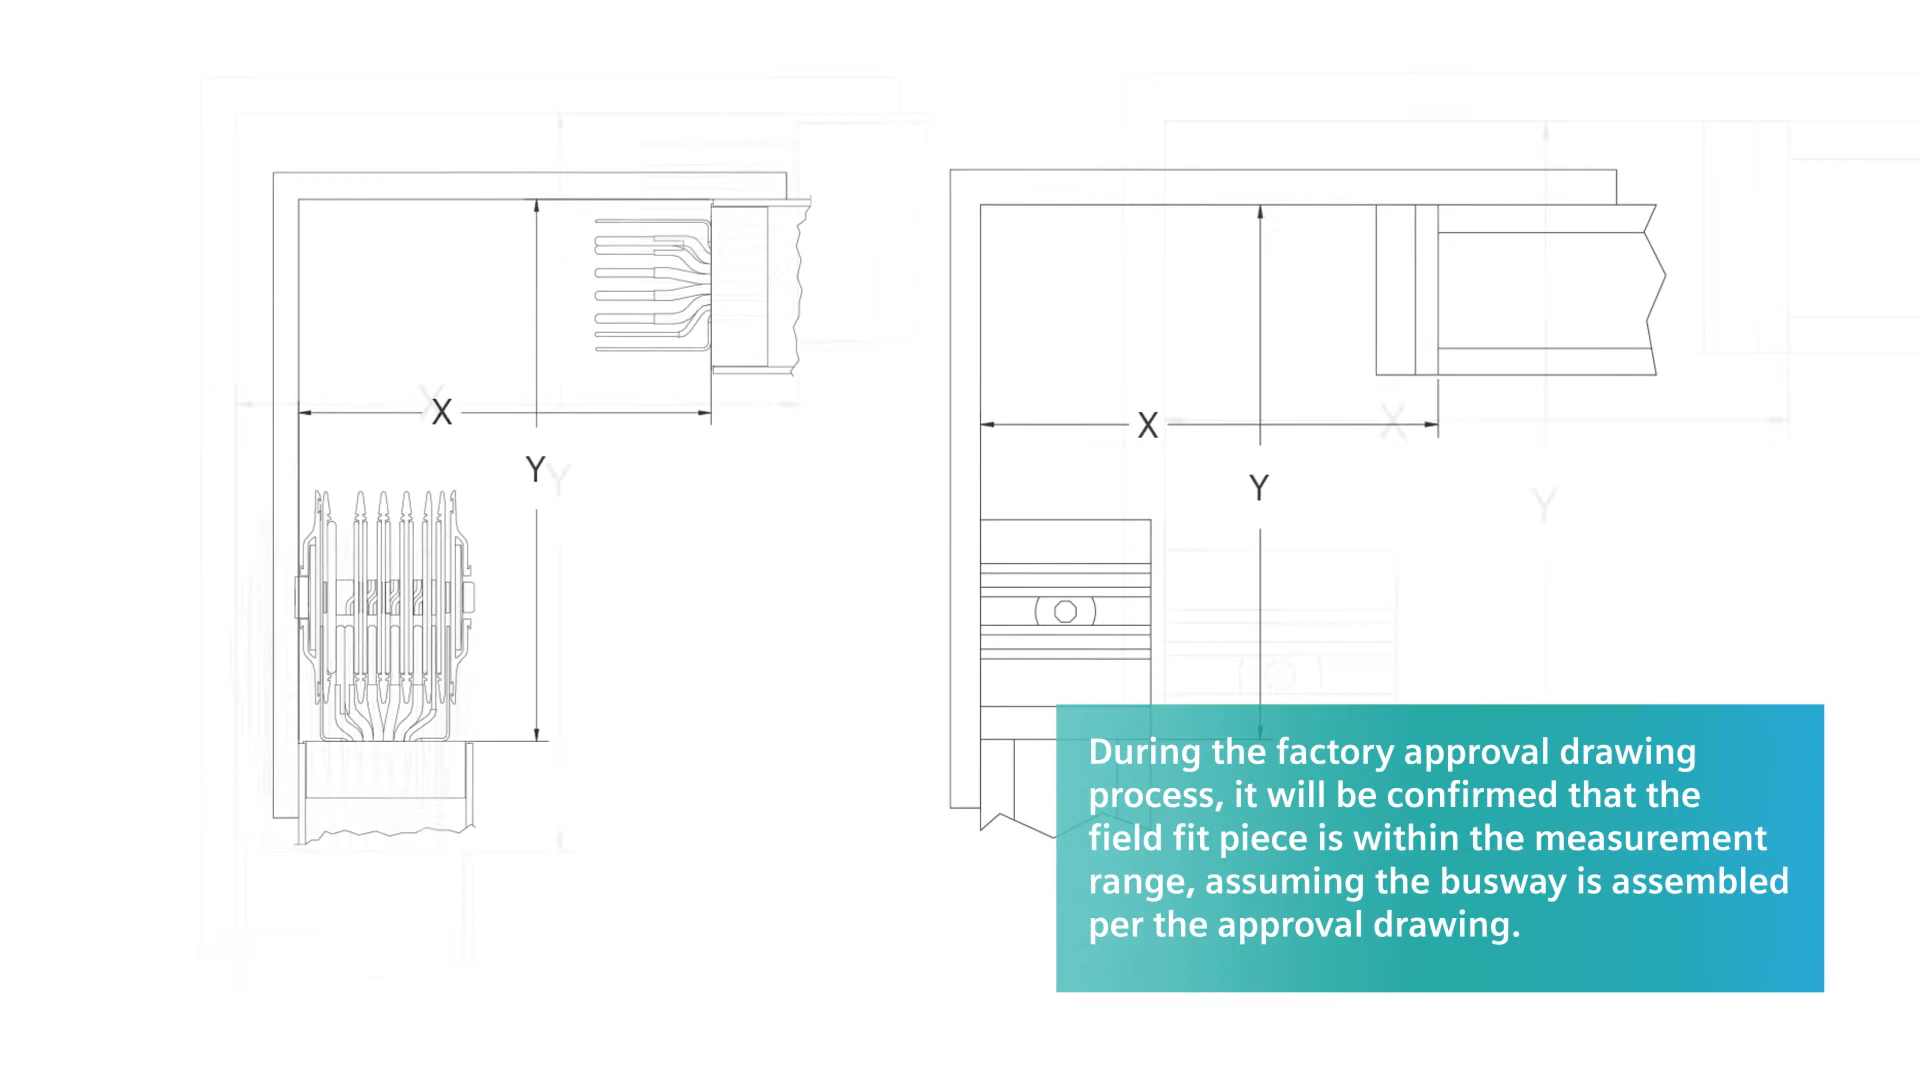 X
Y
X
Y
X
Y
X
Y
During the factory approval drawing
process, it will be confirmed that the
field fit piece is within the measurement
range, assuming the busway is assembled
per the approval drawing.